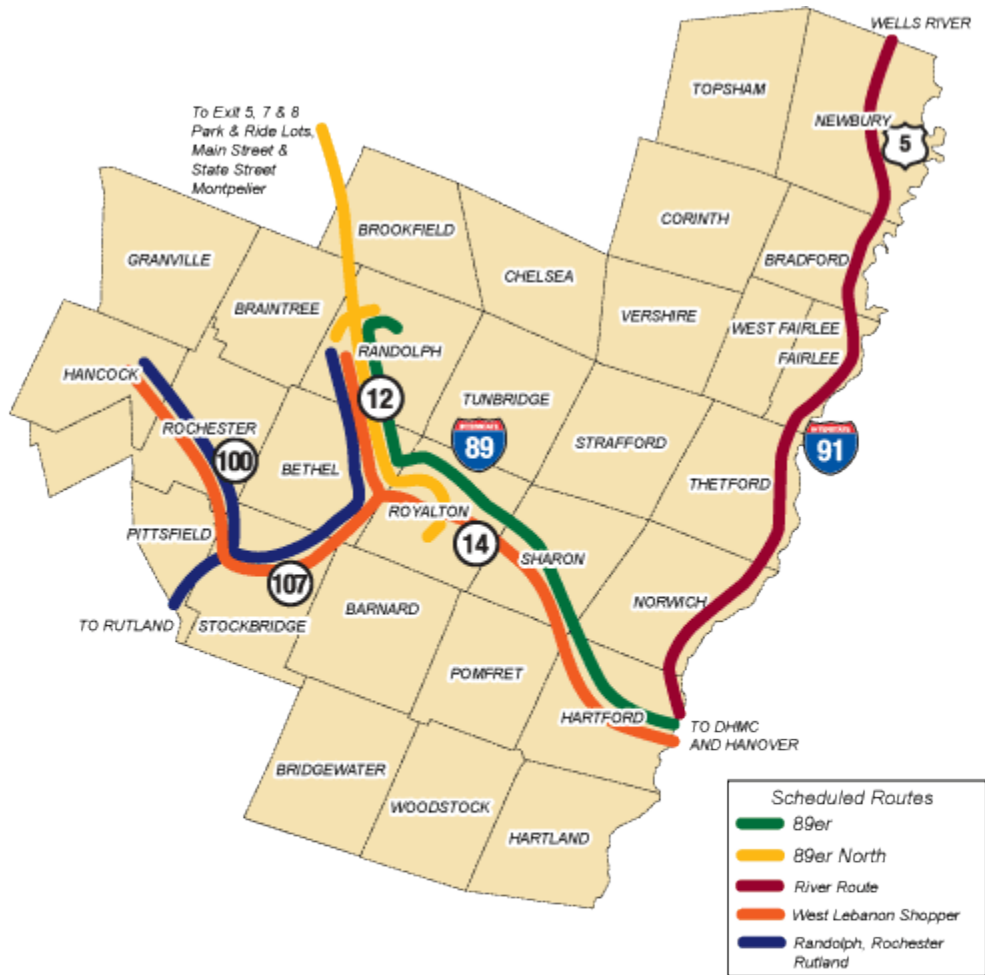 WELLS RIVER
TOPSHAM
To Exit 5, 7 & 8
Park & Ride Lots,
Main Street &
State Street
Montpelier
NEWBURY
5
BROOKFIELD
CORINTH
GRANVILLE
CHELSEA
BRADFORD
BRAINTREE
VERSHIRE
WEST FAIRLEE
RANDOLPH
FAIRLEE
HANCOCK
12
TUNBRIDGE
ROCHESTER
INTERSTATE
89
STRAFFORD
INTERSTATE
91
100
BETHEL
THETFORD
ROYALTON
PITTSFIELD
14
SHARON
107
NORWICH
BARNARD
TO RUTLAND
STOCKBRIDGE
POMFRET
HARTFORD
TO DHMC
AND HANOVER
BRIDGEWATER
WOODSTOCK
HARTLAND
Scheduled Routes
89er
89er North
River Route
West Lebanon Shopper
Randolph, Rochester
Rutland